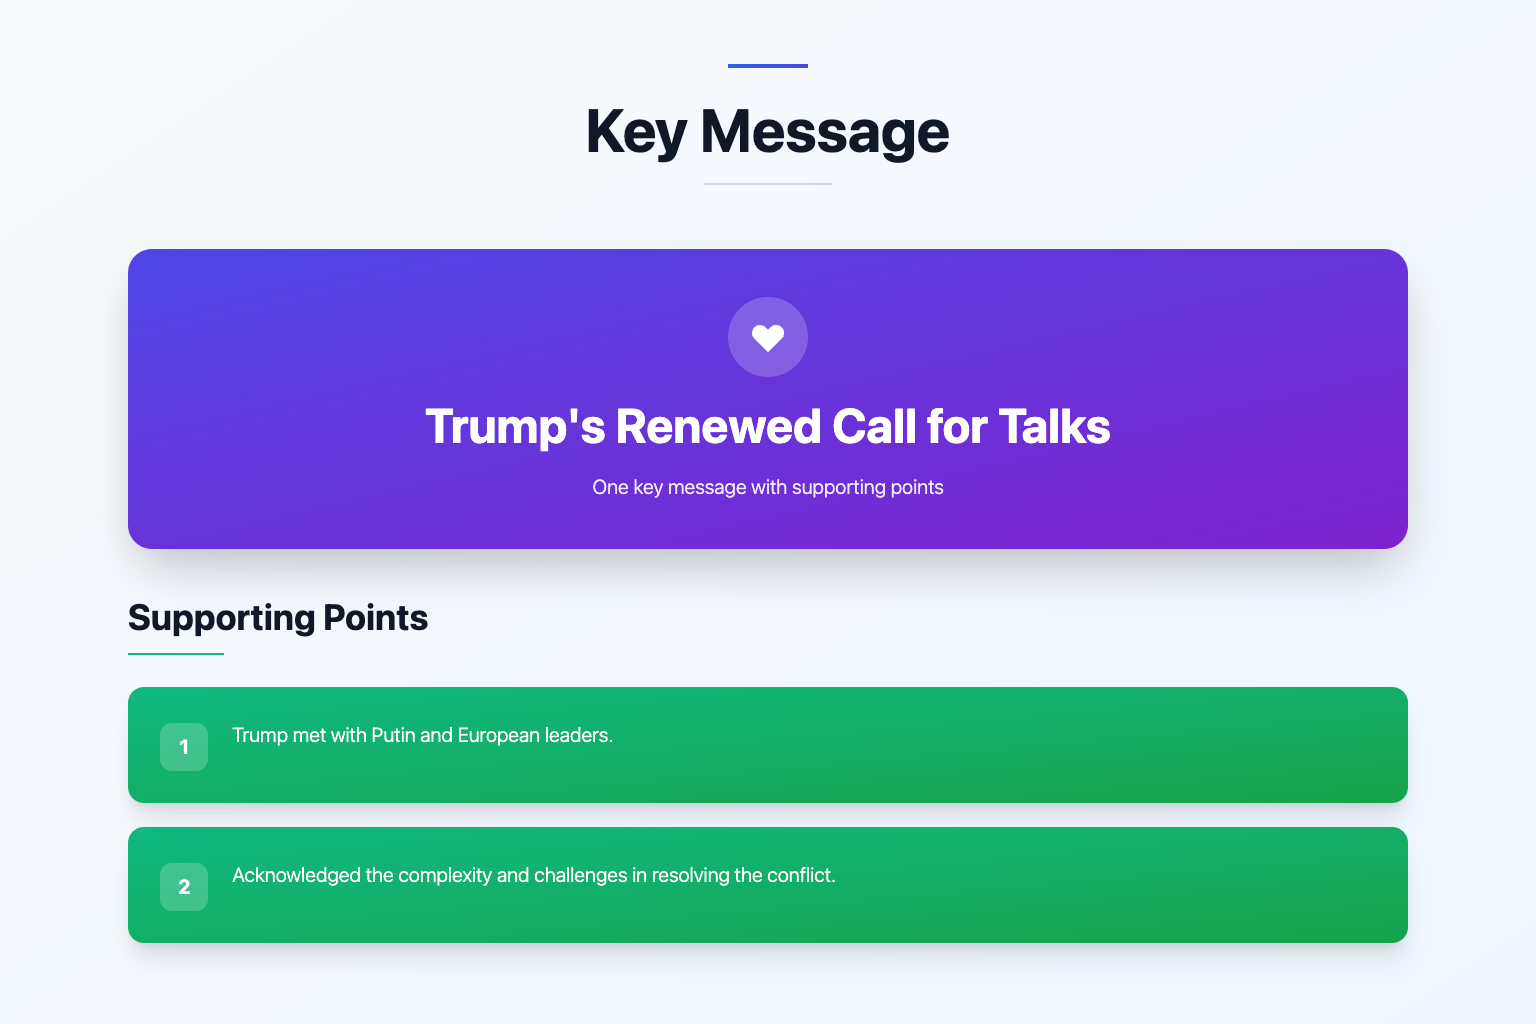 Key Message
Trump's Renewed Call for Talks
One key message with supporting points
Supporting Points
1
Trump met with Putin and European leaders.
2
Acknowledged the complexity and challenges in resolving the conflict.